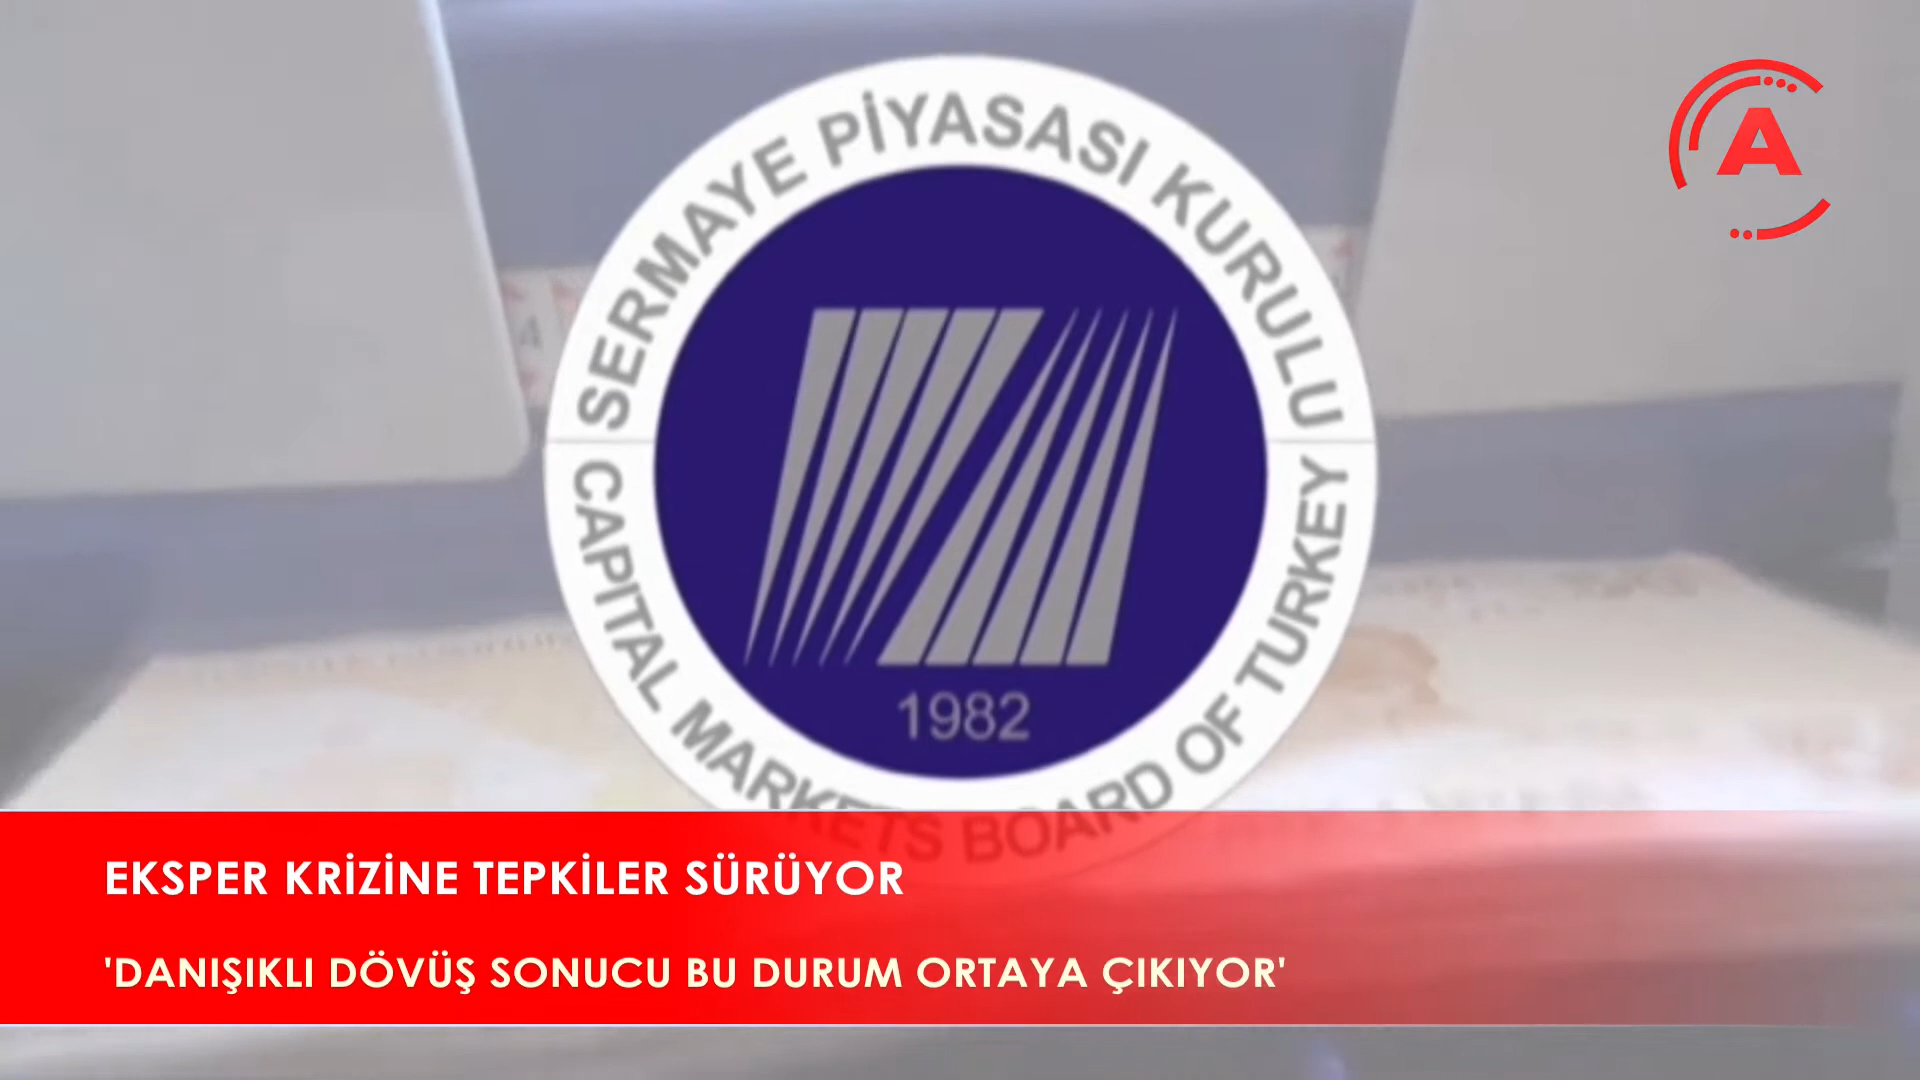 SERMAYE PİYASASI KURULU
A
1982
CAPITAL MARKETS BOARD OF TURKEY
EKSPER KRİZİNE TEPKİLER SÜRÜYOR
'DANIŞIKLI DÖVÜŞ SONUCU BU DURUM ORTAYA ÇIKIYOR'